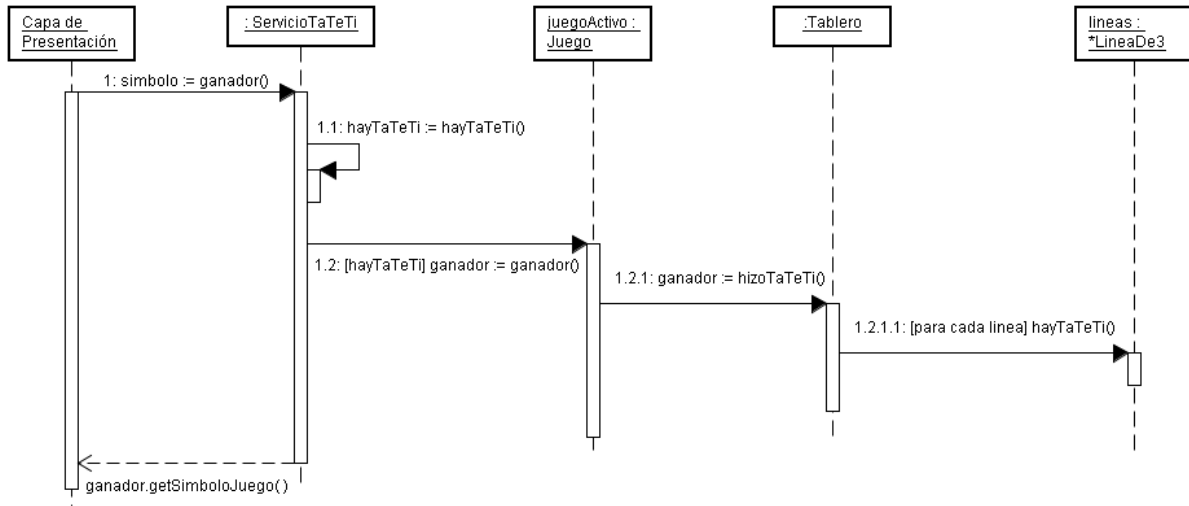 Capa de
Presentación
: ServicioTaTeTi
juegoActivo :
Juego
:Tablero
lineas :
*LineaDe3
1: simbolo := ganador()
1.1: hayTaTeTi := hayTaTeTi()
1.2: [hayTaTeTi] ganador := ganador()
1.2.1: ganador := hizoTaTeTi()
1.2.1.1: [para cada linea] hayTaTeTi()
ganador.getSimboloJuego()